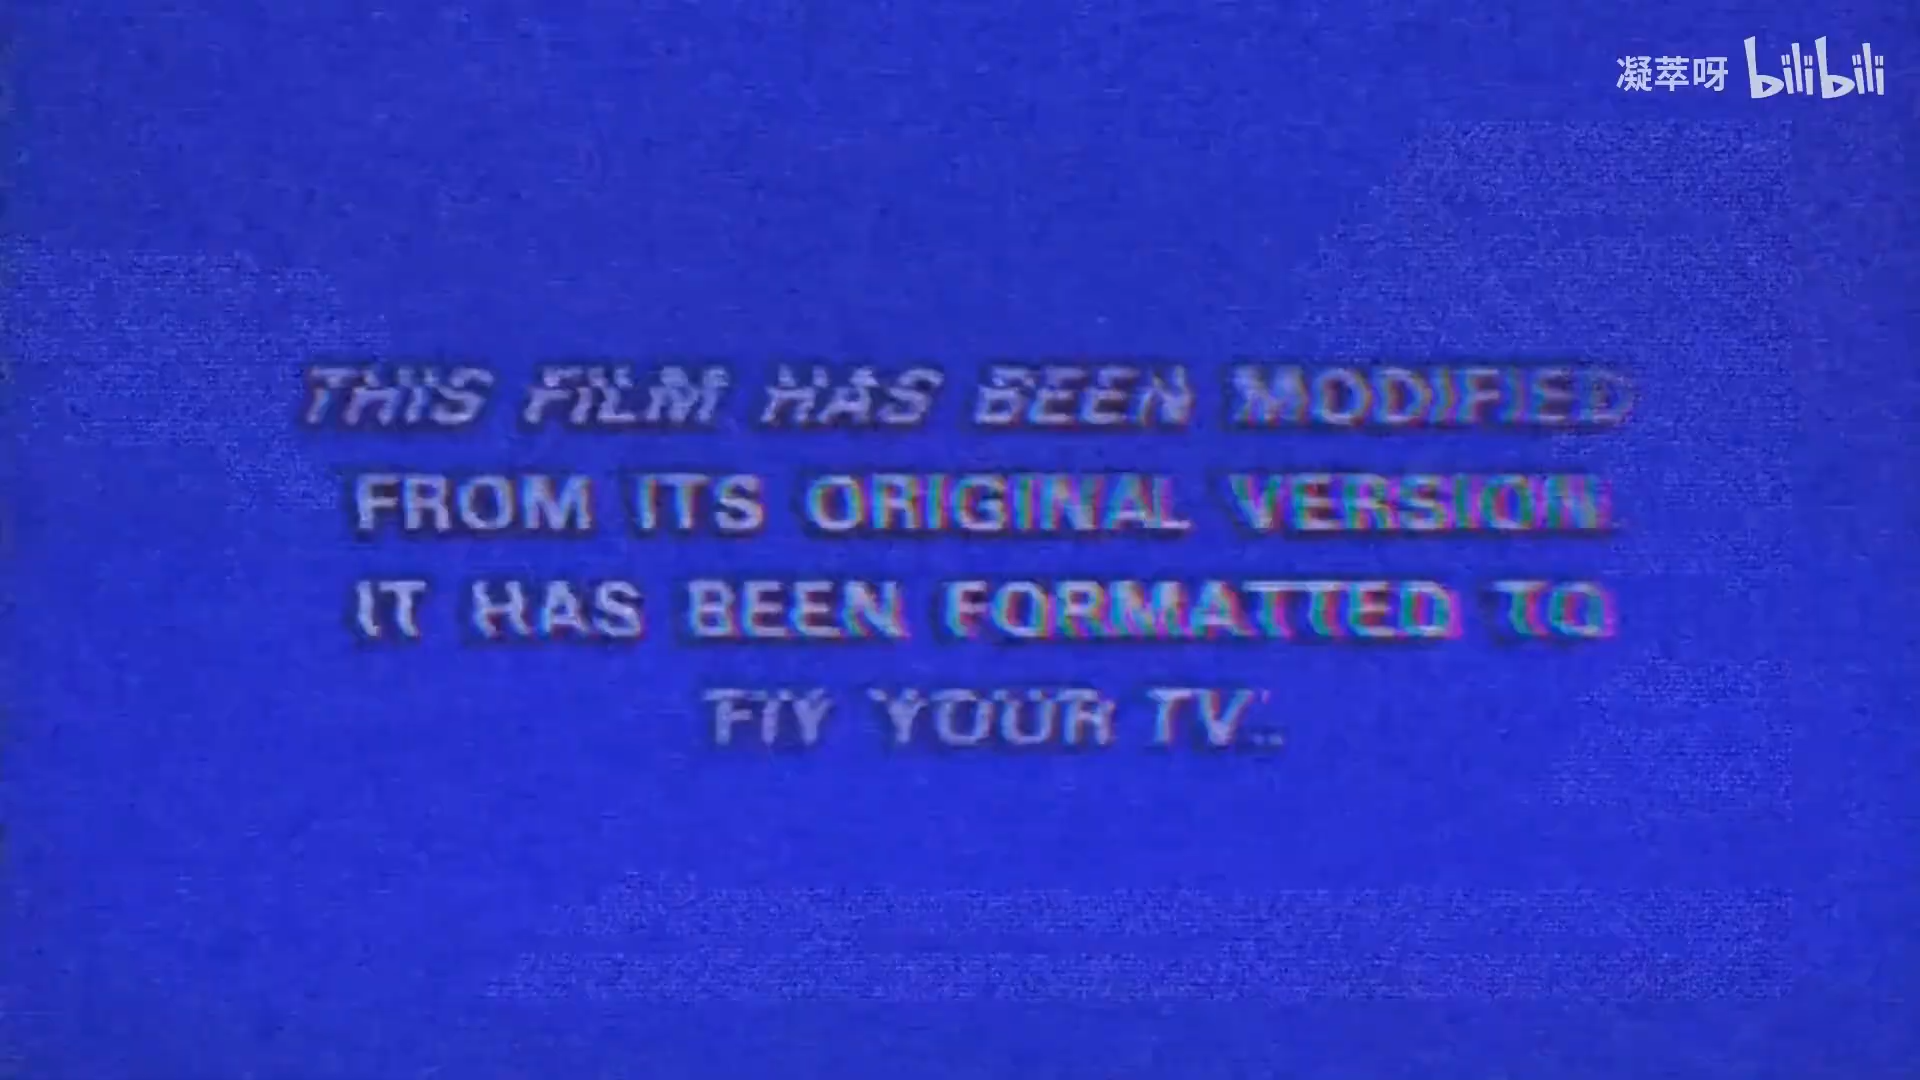 凝萃呀 bilibili
THIS FILM HAS BEEN MODIFIED
FROM ITS ORIGINAL VERSION.
IT HAS BEEN FORMATTED TO
FIY YOUR TV..